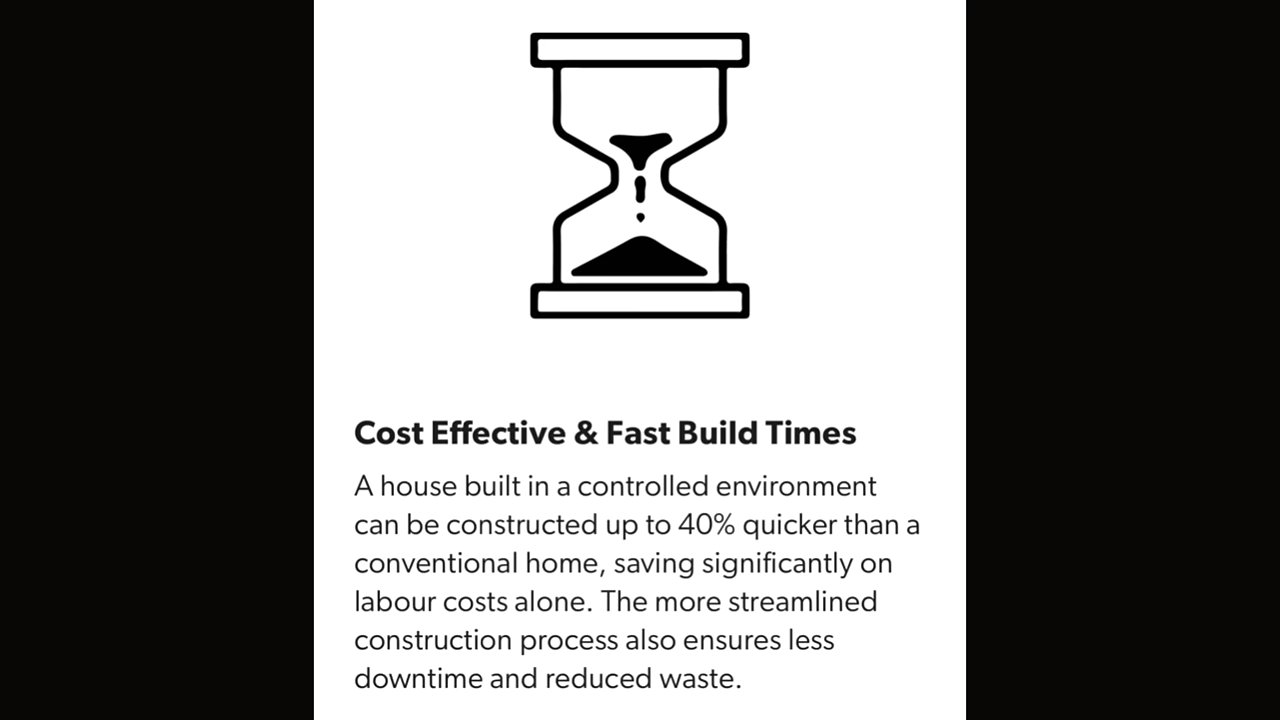 Cost Effective & Fast Build Times
A house built in a controlled environment
can be constructed up to 40% quicker than a
conventional home, saving significantly on
labour costs alone. The more streamlined
construction process also ensures less
downtime and reduced waste.